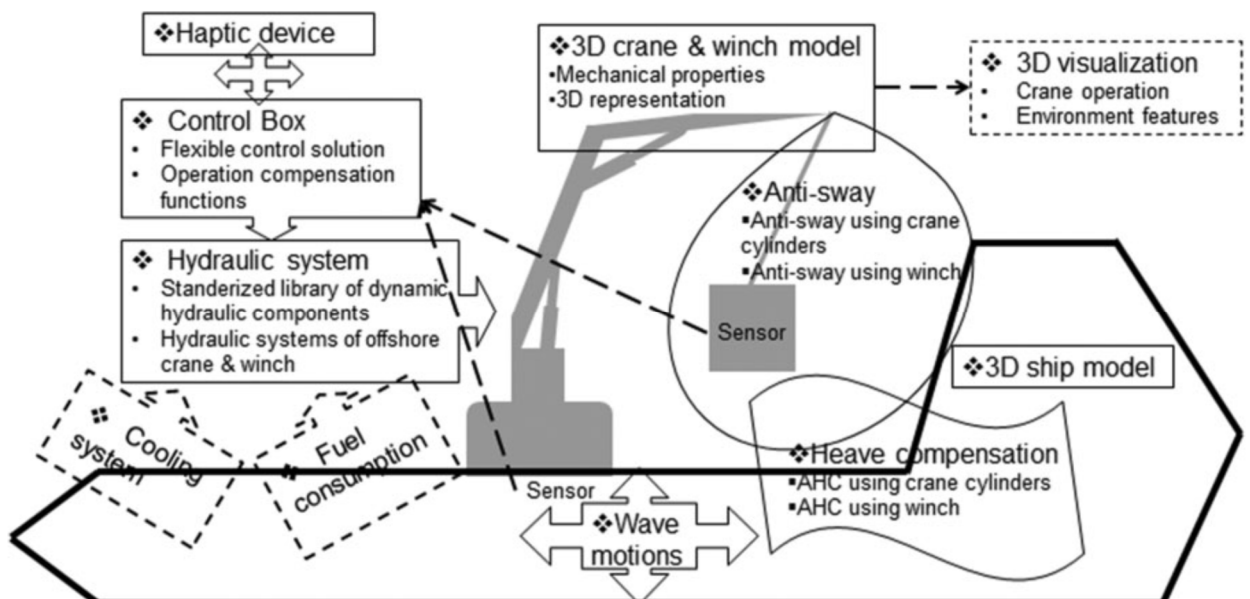 ❖Haptic device
❖ Control Box
• Flexible control solution
• Operation compensation
functions
❖ Hydraulic system
• Standerized library of dynamic
hydraulic components
• Hydraulic systems of offshore
crane & winch
❖ Cooling
system
❖ Fuel
consumption
❖3D crane & winch model
•Mechanical properties
•3D representation
❖ 3D visualization
• Crane operation
• Environment features
❖Anti-sway
▪Anti-sway using crane
cylinders
▪Anti-sway using winch
Sensor
❖3D ship model
❖Heave compensation
▪AHC using crane cylinders
▪AHC using winch
Sensor
❖Wave
motions